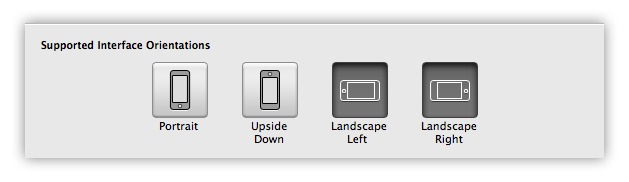 Supported Interface Orientations
Portrait
Upside
Down
Landscape
Left
Landscape
Right